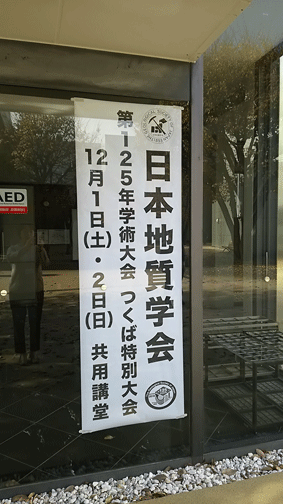 日本地質学会
第125年学術大会 つくば特別大会
12月1日(土)・2日(日) 共用講堂
AED